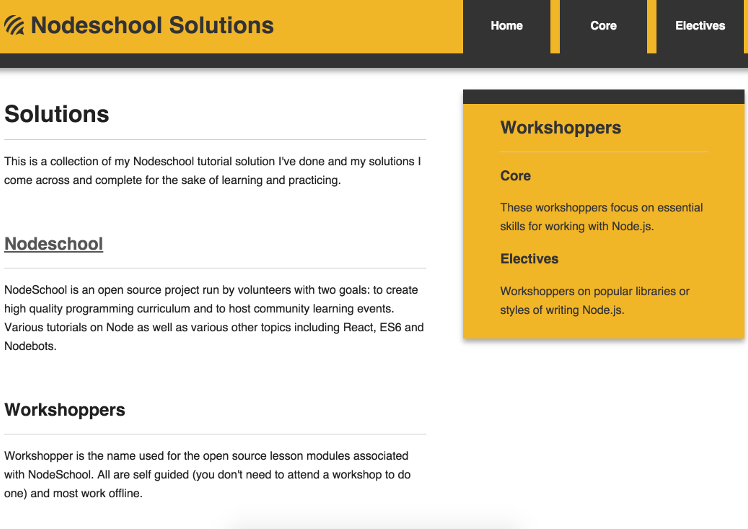 Nodeschool Solutions
Home
Core
Electives
Solutions
This is a collection of my Nodeschool tutorial solution I've done and my solutions I
come across and complete for the sake of learning and practicing.
Nodeschool
NodeSchool is an open source project run by volunteers with two goals: to create
high quality programming curriculum and to host community learning events.
Various tutorials on Node as well as various other topics including React, ES6 and
Nodebots.
Workshoppers
Workshopper is the name used for the open source lesson modules associated
with NodeSchool. All are self guided (you don't need to attend a workshop to do
one) and most work offline.
Workshoppers
Core
These workshoppers focus on essential
skills for working with Node.js.
Electives
Workshoppers on popular libraries or
styles of writing Node.js.